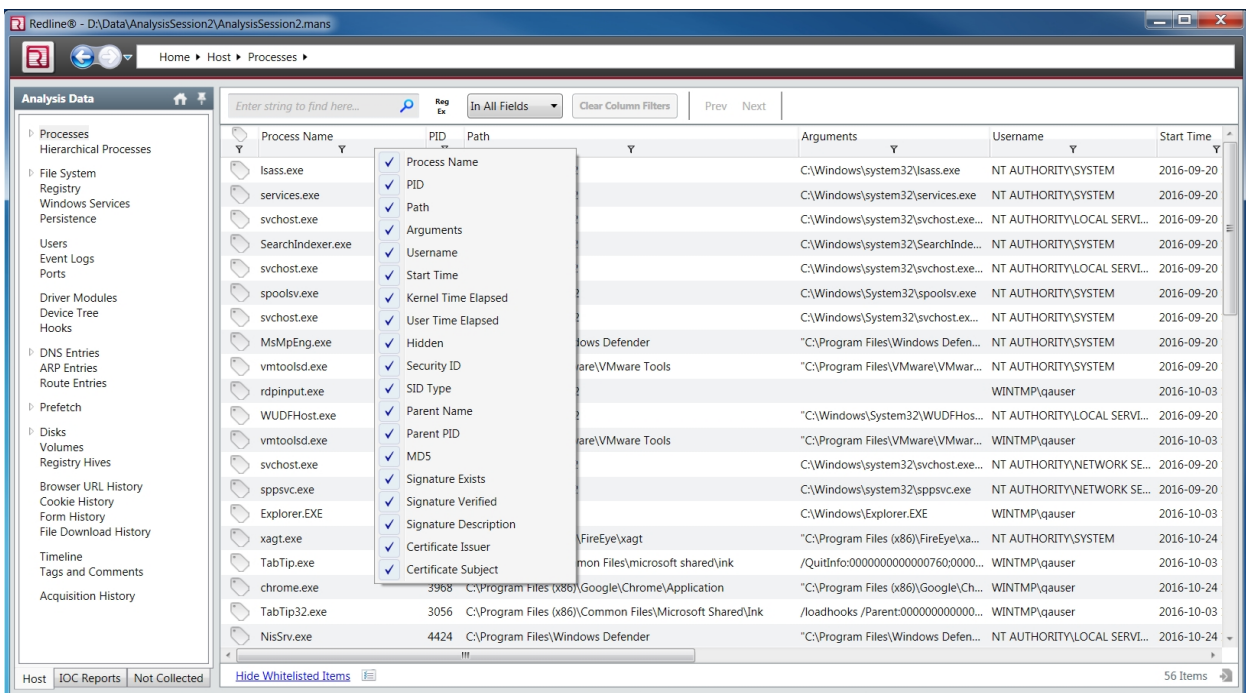 Redline® - D:\Data\AnalysisSession2\AnalysisSession2.mans
Home Host Processes
Analysis Data
Processes
Hierarchical Processes
File System
Registry
Windows Services
Persistence
Users
Event Logs
Ports
Driver Modules
Device Tree
Hooks
DNS Entries
ARP Entries
Route Entries
Prefetch
Disks
Volumes
Registry Hives
Browser URL History
Cookie History
Form History
File Download History
Timeline
Tags and Comments
Acquisition History
Host IOC Reports Not Collected
Enter string to find here... Reg Ex In All Fields Clear Column Filters Prev Next
Process Name PID Path Arguments Username Start Time
lsass.exe C:\Windows\system32\lsass.exe NT AUTHORITY\SYSTEM 2016-09-20
services.exe C:\Windows\system32\services.exe NT AUTHORITY\SYSTEM 2016-09-20
svchost.exe C:\Windows\system32\svchost.exe... NT AUTHORITY\LOCAL SERVI... 2016-09-20
SearchIndexer.exe C:\Windows\system32\SearchInde... NT AUTHORITY\SYSTEM 2016-09-20
svchost.exe C:\Windows\system32\svchost.exe... NT AUTHORITY\LOCAL SERVI... 2016-09-20
spoolsv.exe C:\Windows\System32\spoolsv.exe NT AUTHORITY\SYSTEM 2016-09-20
svchost.exe C:\Windows\System32\svchost.ex... NT AUTHORITY\SYSTEM 2016-09-20
MsMpEng.exe dows Defender "C:\Program Files\Windows Defen... NT AUTHORITY\SYSTEM 2016-09-20
vmtoolsd.exe are\VMware Tools "C:\Program Files\VMware\VMwar... NT AUTHORITY\SYSTEM 2016-09-20
rdpinput.exe WINTMP\qauser 2016-10-03
WUDFHost.exe "C:\Windows\System32\WUDFHos... NT AUTHORITY\LOCAL SERVI... 2016-09-20
vmtoolsd.exe are\VMware Tools "C:\Program Files\VMware\VMwar... WINTMP\qauser 2016-10-03
svchost.exe C:\Windows\system32\svchost.exe... NT AUTHORITY\NETWORK SE... 2016-09-20
sppsvc.exe C:\Windows\system32\sppsvc.exe NT AUTHORITY\NETWORK SE... 2016-09-20
Explorer.EXE C:\Windows\Explorer.EXE WINTMP\qauser 2016-10-03
xagt.exe \FireEye\xagt "C:\Program Files (x86)\FireEye\xa... NT AUTHORITY\SYSTEM 2016-10-24
TabTip.exe mon Files\microsoft shared\ink /QuitInfo:0000000000000760;0000... WINTMP\qauser 2016-10-03
chrome.exe 3968 C:\Program Files (x86)\Google\Chrome\Application "C:\Program Files (x86)\Google\Ch... WINTMP\qauser 2016-10-24
TabTip32.exe 3056 C:\Program Files (x86)\Common Files\Microsoft Shared\Ink /loadhooks /Parent:000000000000... WINTMP\qauser 2016-10-03
NisSrv.exe 4424 C:\Program Files\Windows Defender "C:\Program Files\Windows Defen... NT AUTHORITY\LOCAL SERVI... 2016-10-24
Process Name
PID
Path
Arguments
Username
Start Time
Kernel Time Elapsed
User Time Elapsed
Hidden
Security ID
SID Type
Parent Name
Parent PID
MD5
Signature Exists
Signature Verified
Signature Description
Certificate Issuer
Certificate Subject
Hide Whitelisted Items 56 Items